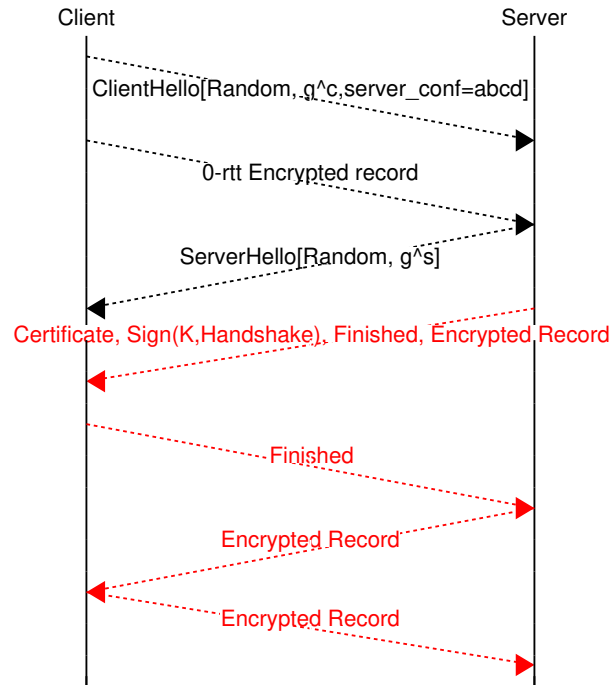 Client
Server
ClientHello[Random, g^c,server_conf=abcd]
0-rtt Encrypted record
ServerHello[Random, g^s]
Certificate, Sign(K,Handshake), Finished, Encrypted Record
Finished
Encrypted Record
Encrypted Record